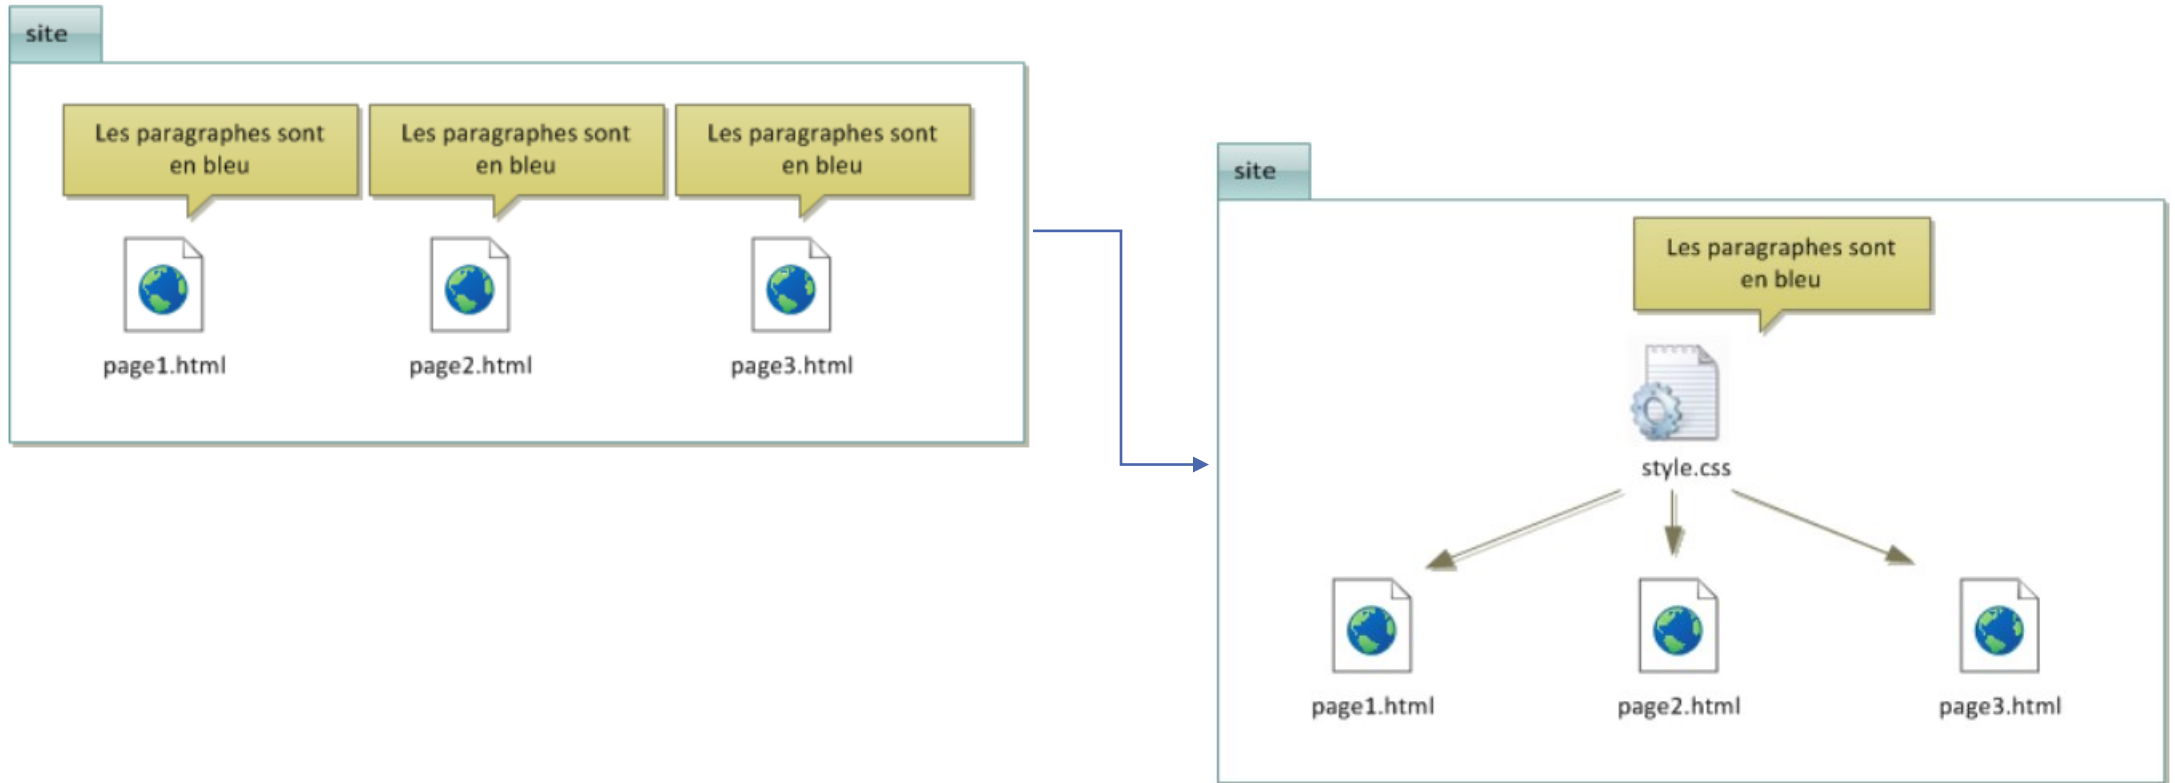 site
Les paragraphes sont
en bleu
Les paragraphes sont
en bleu
Les paragraphes sont
en bleu
page1.html
page2.html
page3.html
site
Les paragraphes sont
en bleu
style.css
page1.html
page2.html
page3.html